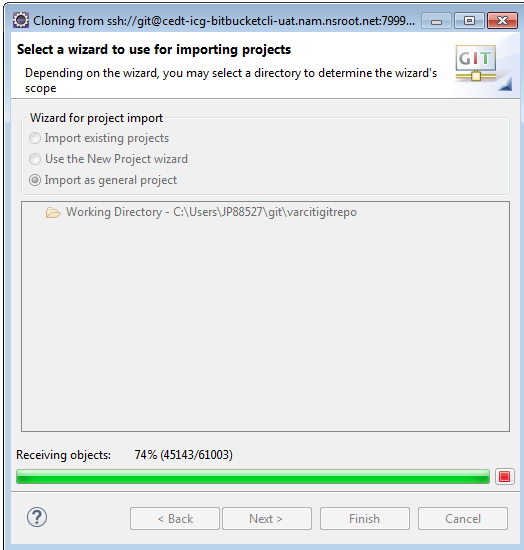 Cloning from ssh://git@cedt-icg-bitbucketcli-uat.nam.nsroot.net:7999...
Select a wizard to use for importing projects
Depending on the wizard, you may select a directory to determine the wizard's
scope
GIT
Wizard for project import
Import existing projects
Use the New Project wizard
Import as general project
Working Directory - C:\Users\JP88527\git\varcitigitrepo
Receiving objects: 74% (45143/61003)
?
< Back Next > Finish Cancel